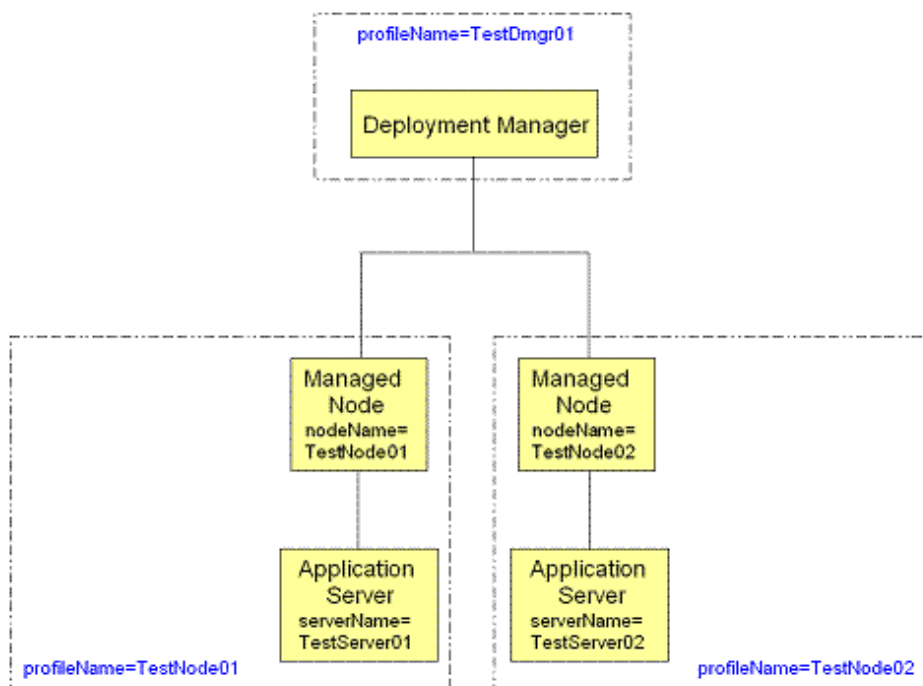 profileName=TestDmgr01
Deployment Manager
Managed
Node
nodeName=
TestNode01
Managed
Node
nodeName=
TestNode02
Application
Server
serverName=
TestServer01
Application
Server
serverName=
TestServer02
profileName=TestNode01
profileName=TestNode02